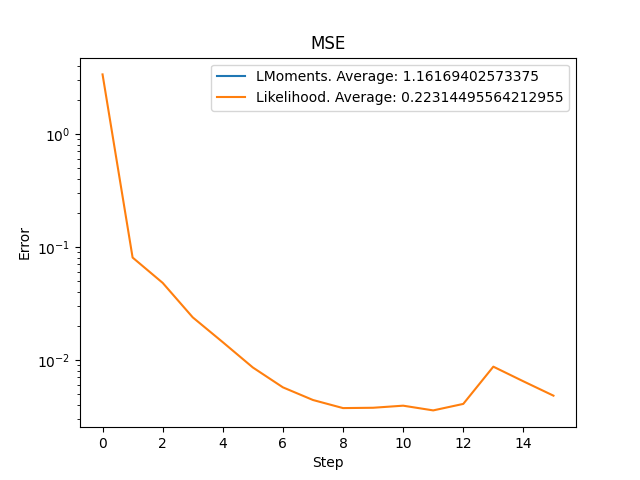 MSE
LMoments. Average: 1.16169402573375
Likelihood. Average: 0.22314495564212955
Error
10⁰
10⁻¹
10⁻²
0 2 4 6 8 10 12 14
Step